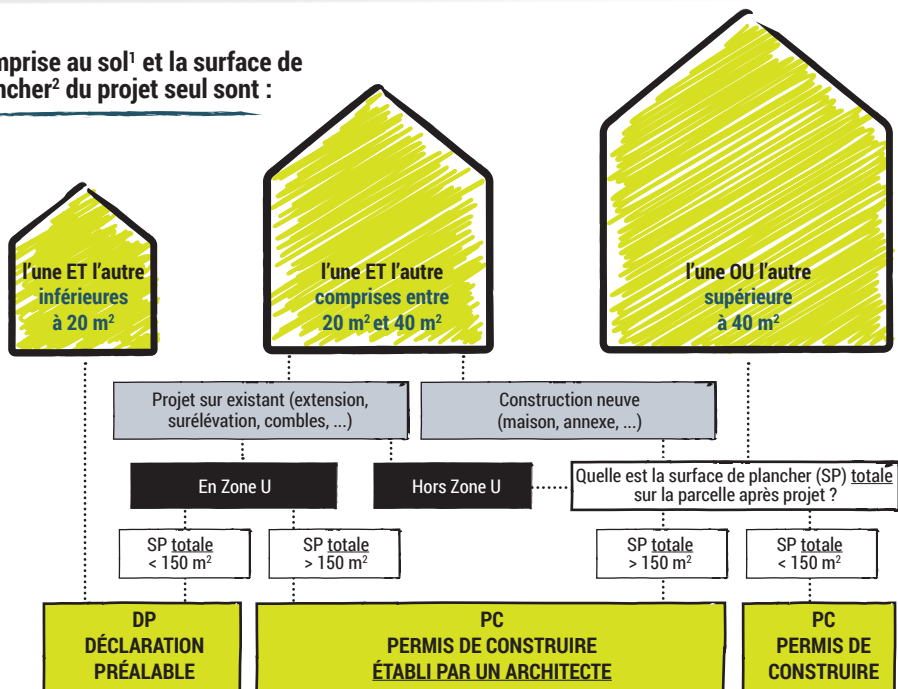 mprise au sol¹ et la surface de
ncher² du projet seul sont :
l'une ET l'autre
inférieures
à 20 m²
l'une ET l'autre
comprises entre
20 m² et 40 m²
l'une OU l'autre
supérieure
à 40 m²
Projet sur existant (extension,
surélévation, combles, ...)
Construction neuve
(maison, annexe, ...)
En Zone U
Hors Zone U
Quelle est la surface de plancher (SP) totale
sur la parcelle après projet ?
SP totale
< 150 m²
SP totale
> 150 m²
SP totale
> 150 m²
SP totale
< 150 m²
DP
DÉCLARATION
PRÉALABLE
PC
PERMIS DE CONSTRUIRE
ÉTABLI PAR UN ARCHITECTE
PC
PERMIS DE
CONSTRUIRE